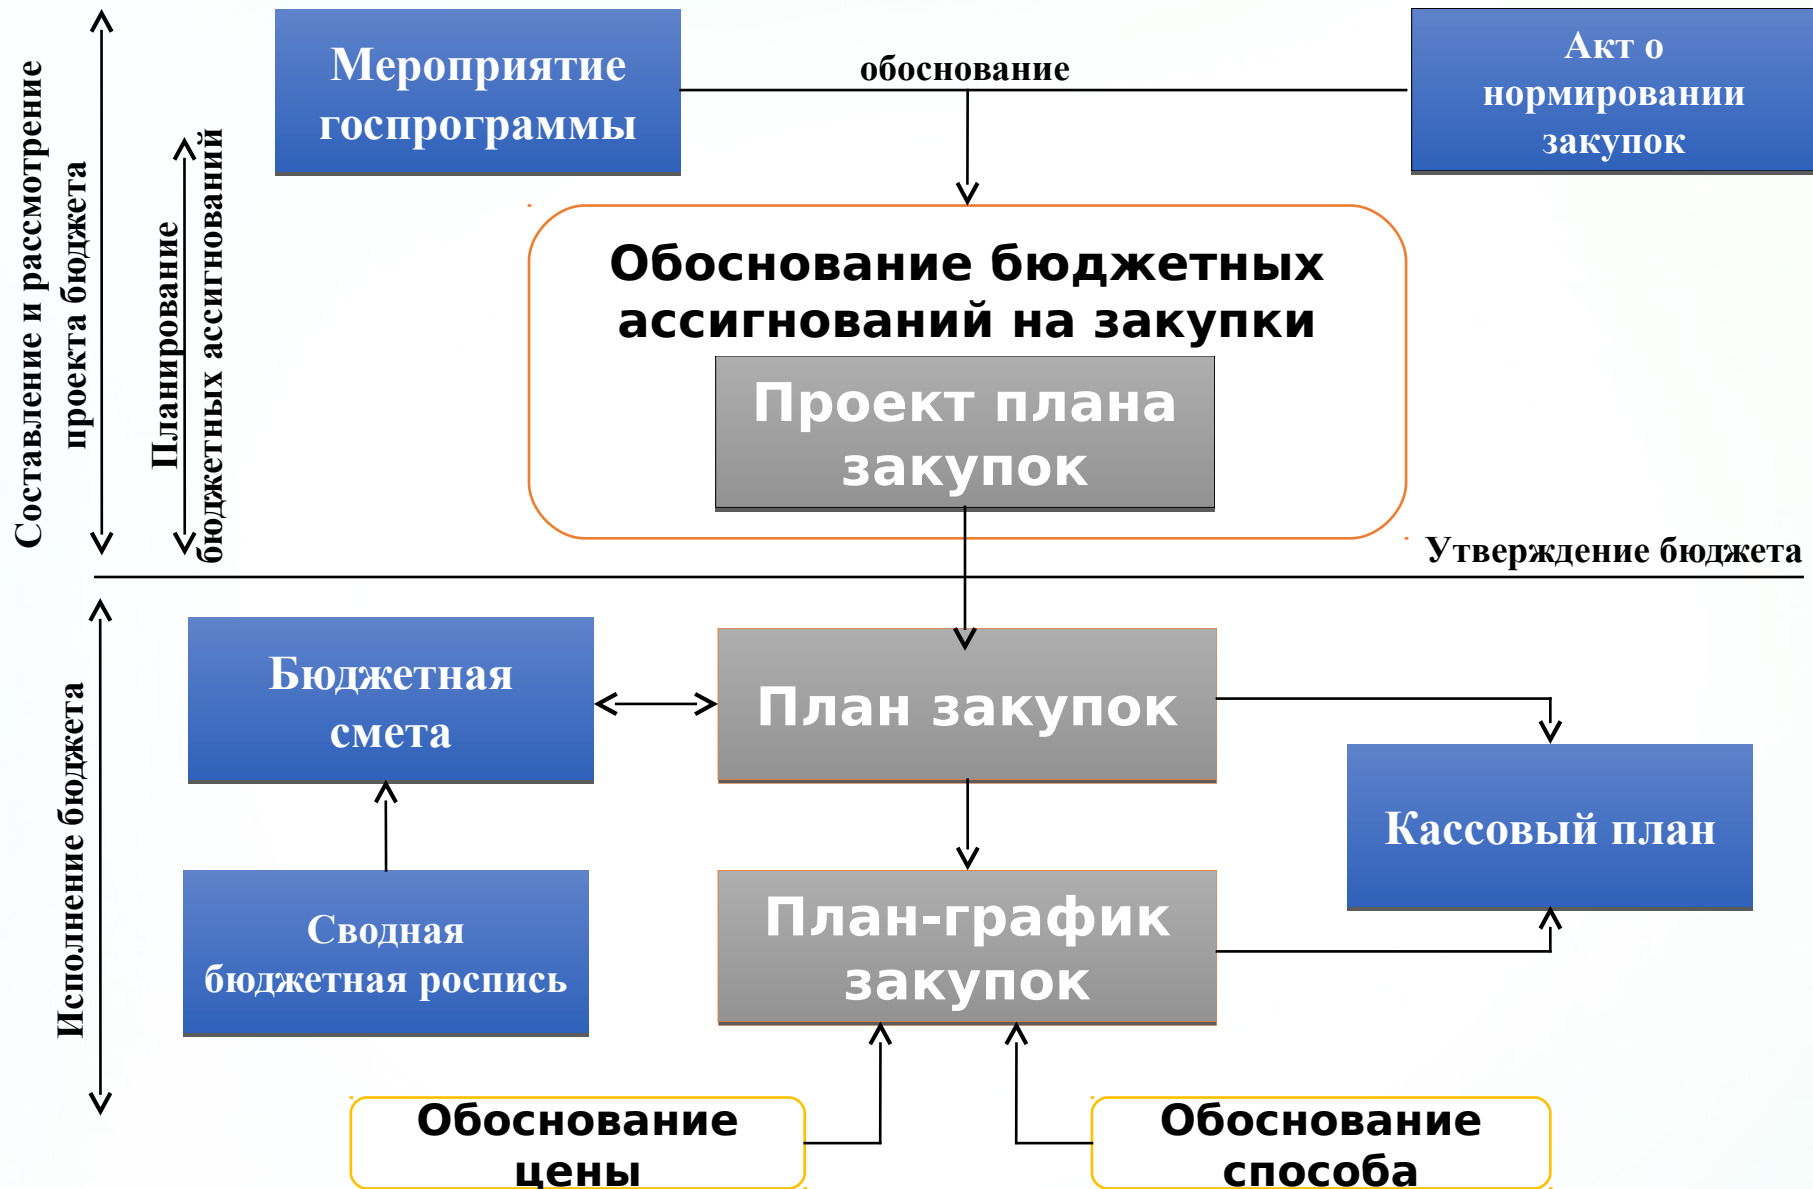 Мероприятие
госпрограммы
обоснование
Акт о
нормировании
закупок
Составление и рассмотрение
проекта бюджета
Планирование
бюджетных ассигнований
Обоснование бюджетных
ассигнований на закупки
Проект плана
закупок
Утверждение бюджета
Исполнение бюджета
Бюджетная
смета
План закупок
Кассовый план
Сводная
бюджетная роспись
План-график
закупок
Обоснование
цены
Обоснование
способа